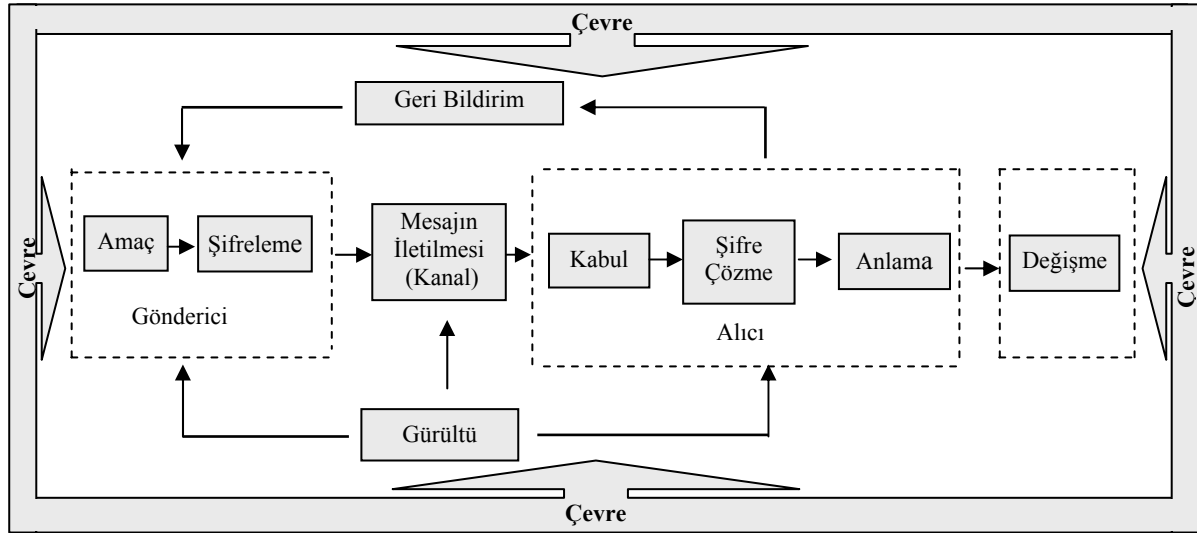 Çevre
Geri Bildirim
Amaç
Şifreleme
Gönderici
Mesajın
İletilmesi
(Kanal)
Kabul
Şifre
Çözme
Anlama
Alıcı
Değişme
Çevre
Çevre
Gürültü
Çevre